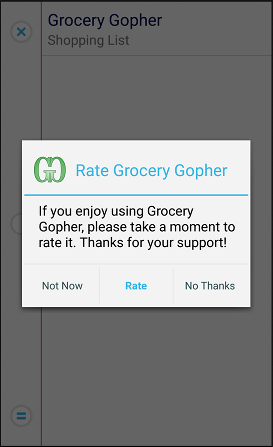 Grocery Gopher
Shopping List
Rate Grocery Gopher
If you enjoy using Grocery
Gopher, please take a moment to
rate it. Thanks for your support!
Not Now
Rate
No Thanks